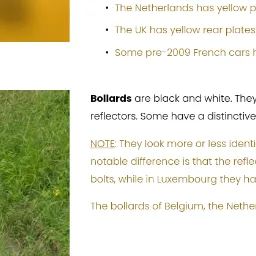 • The Netherlands has yellow p
• The UK has yellow rear plates
• Some pre-2009 French cars h
Bollards are black and white. They
reflectors. Some have a distinctive
NOTE: They look more or less identi
notable difference is that the refle
bolts, while in Luxembourg they ha
The bollards of Belgium, the Nethe